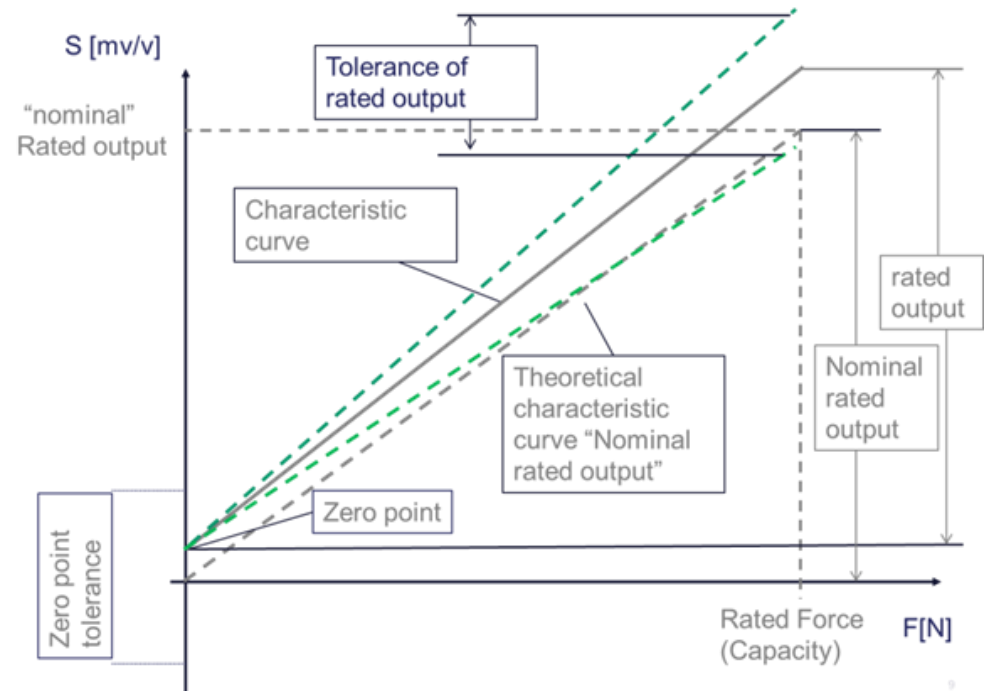 S [mv/v]
Tolerance of
rated output
“nominal”
Rated output
Characteristic
curve
rated
output
Nominal
rated
output
Theoretical
characteristic
curve “Nominal
rated output”
Zero point
Zero point
tolerance
Rated Force
(Capacity)
F[N]
9